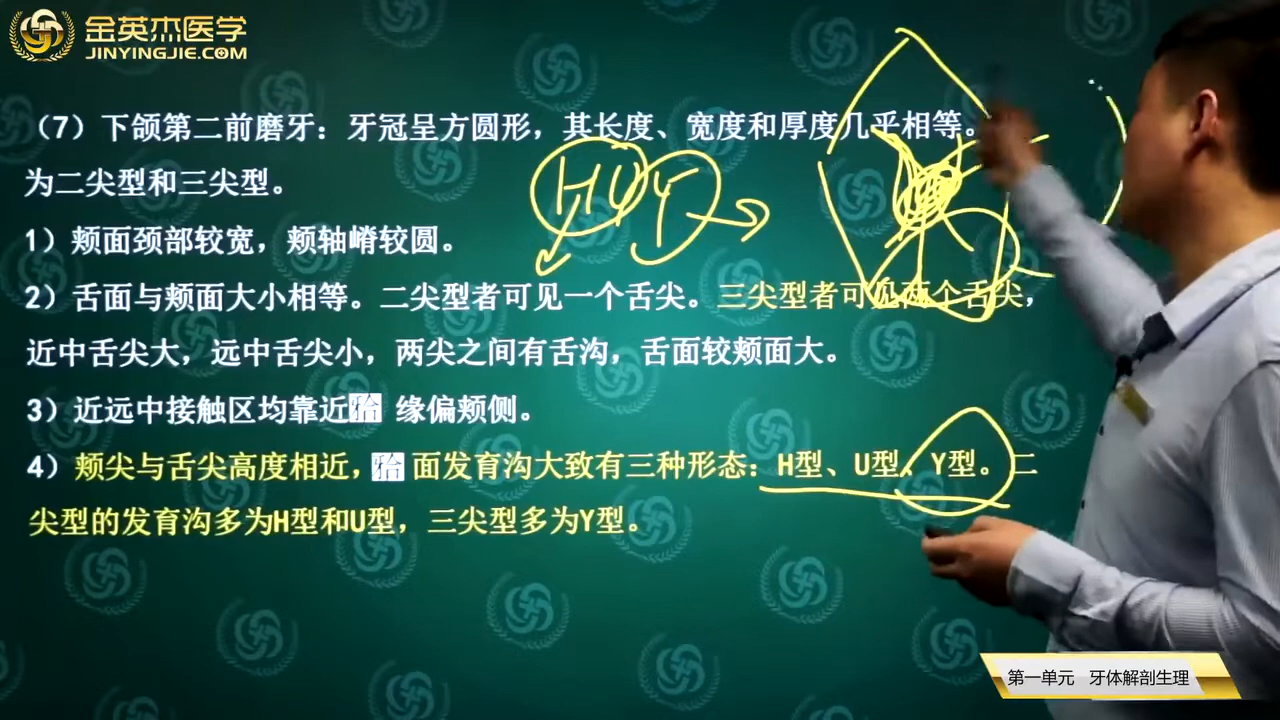 金英杰医学
JINYINGJIE.COM
（7）下颌第二前磨牙：牙冠呈方圆形，其长度、宽度和厚度几乎相等。
为二尖型和三尖型。
HUY
1）颊面颈部较宽，颊轴嵴较圆。
2）舌面与颊面大小相等。二尖型者可见一个舌尖。三尖型者可见两个舌尖，
近中舌尖大，远中舌尖小，两尖之间有舌沟，舌面较颊面大。
3）近远中接触区均靠近𬌗 缘偏颊侧。
4）颊尖与舌尖高度相近，𬌗 面发育沟大致有三种形态：H型、U型、Y型。二
尖型的发育沟多为H型和U型，三尖型多为Y型。
第一单元 牙体解剖生理